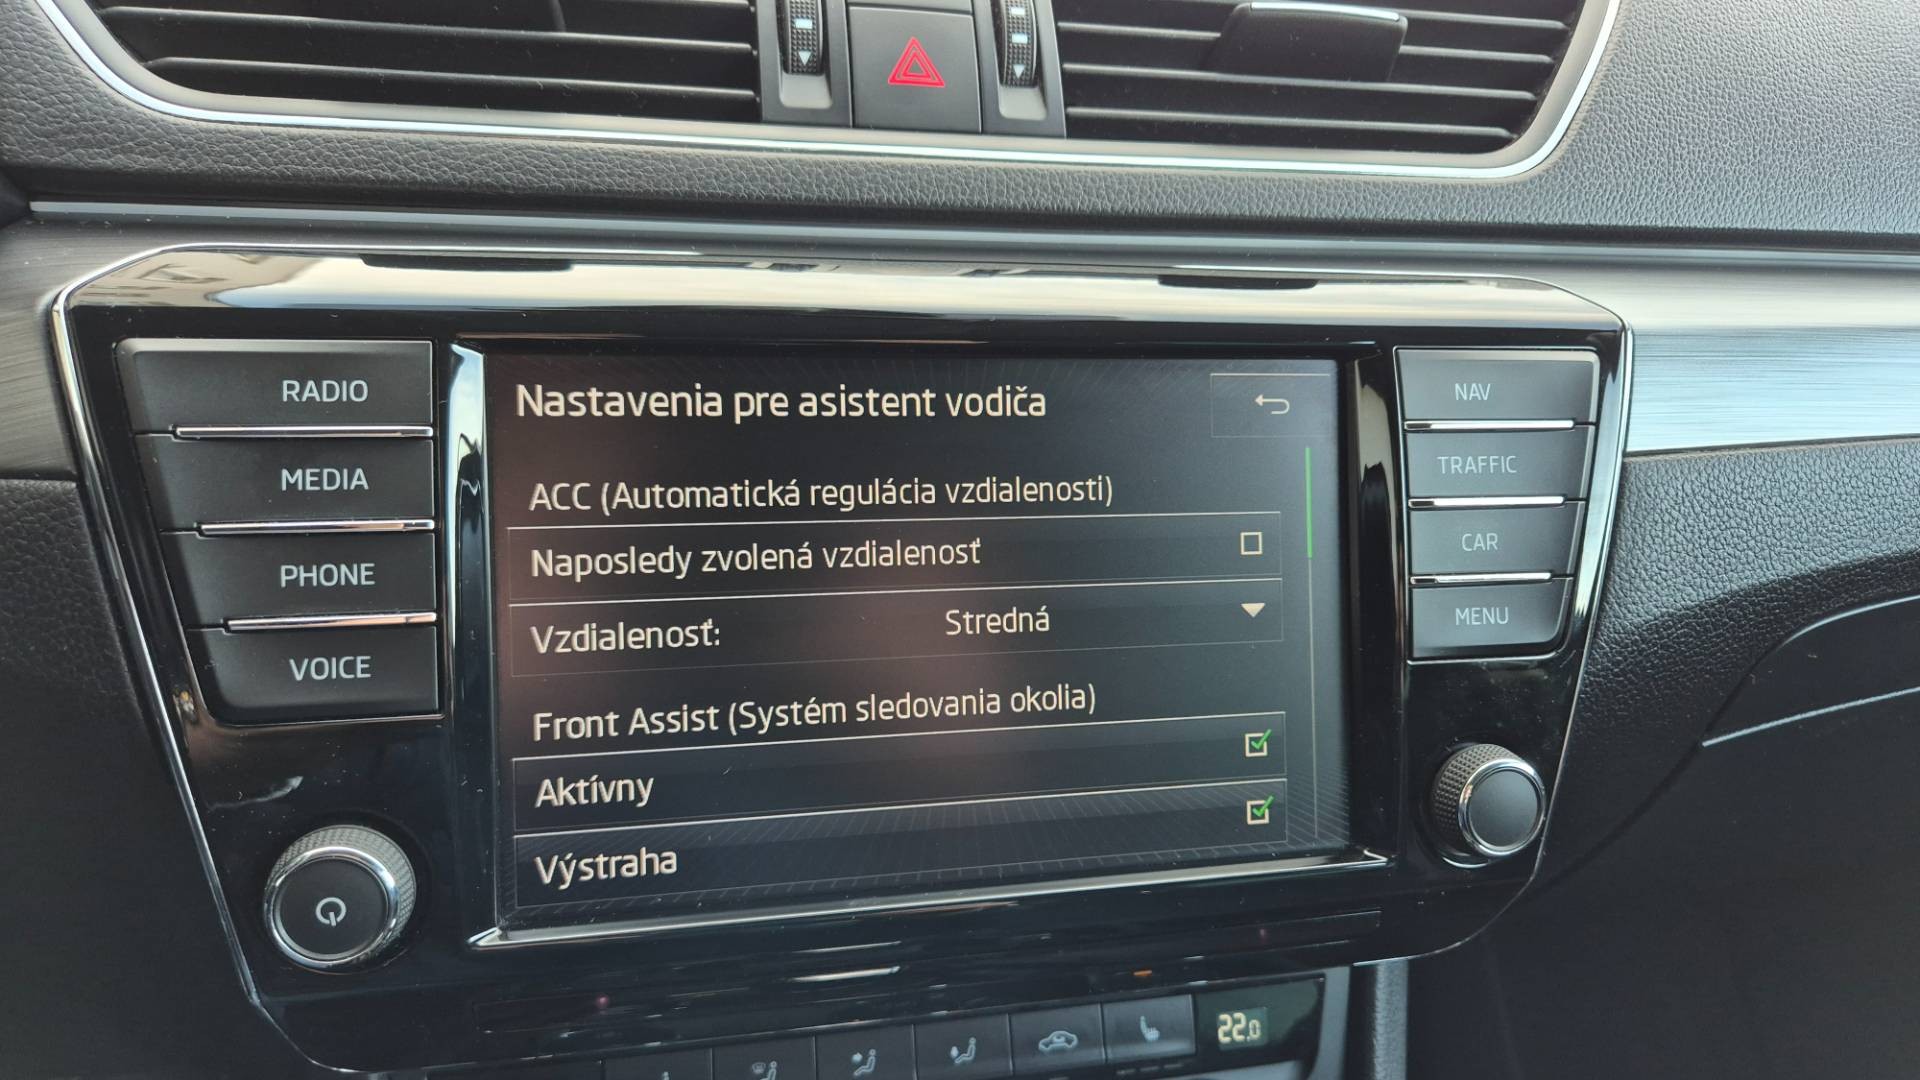 RADIO
MEDIA
PHONE
VOICE
Nastavenia pre asistent vodiča
ACC (Automatická regulácia vzdialenosti)
Naposledy zvolená vzdialenosť
Vzdialenosť: Stredná
Front Assist (Systém sledovania okolia)
Aktívny
Výstraha
NAV
TRAFFIC
CAR
MENU
22.0